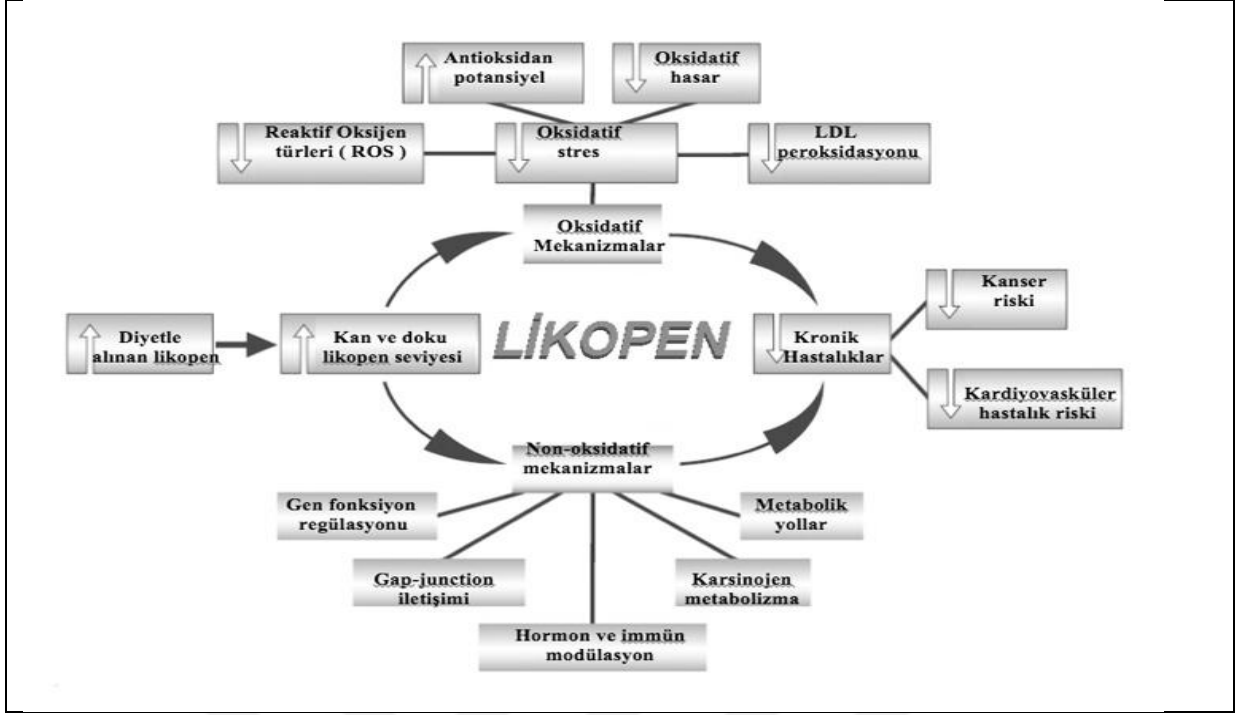 Antioksidan
potansiyel
Oksidatif
hasar
Reaktif Oksijen
türleri ( ROS )
Oksidatif
stres
LDL
peroksidasyonu
Oksidatif
Mekanizmalar
Diyetle
alınan likopen
Kan ve doku
likopen seviyesi
LİKOPEN
Kronik
Hastalıklar
Kanser
riski
Kardiyovasküler
hastalık riski
Non-oksidatif
mekanizmalar
Gen fonksiyon
regülasyonu
Metabolik
yollar
Gap-junction
iletişimi
Karsinojen
metabolizma
Hormon ve immün
modülasyon